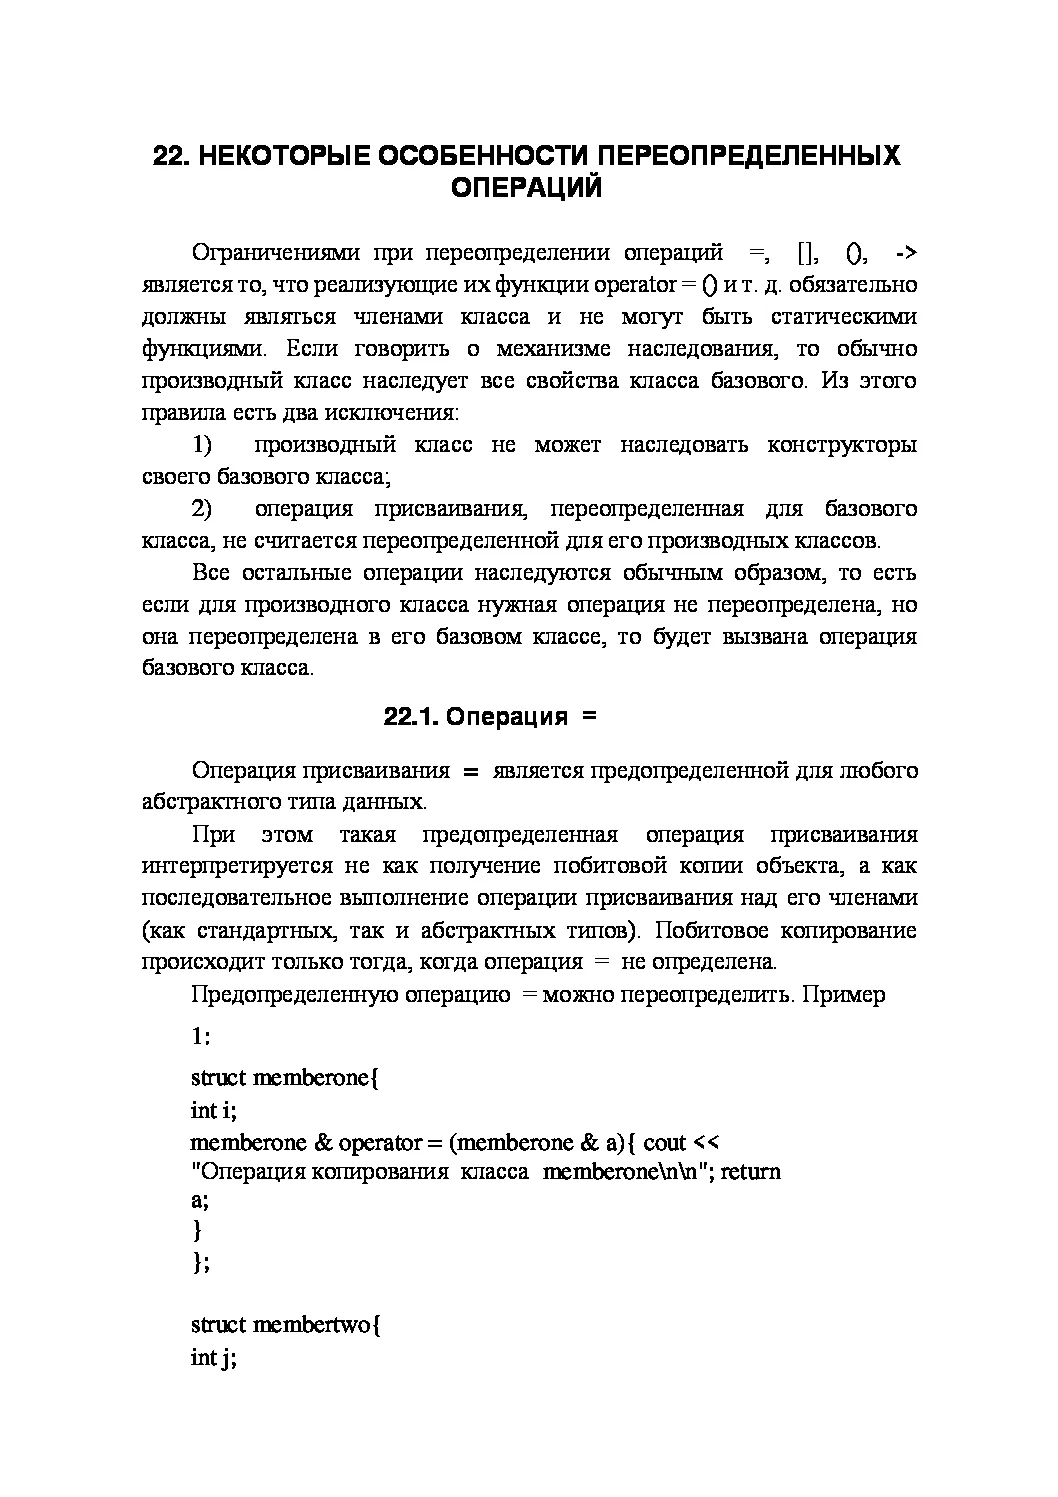 22. НЕКОТОРЫЕ ОСОБЕННОСТИ ПЕРЕОПРЕДЕЛЕННЫХ
ОПЕРАЦИЙ
Ограничениями при переопределении операций =, [], (), ->
является то, что реализующие их функции operator = () и т. д. обязательно
должны являться членами класса и не могут быть статическими
функциями. Если говорить о механизме наследования, то обычно
производный класс наследует все свойства класса базового. Из этого
правила есть два исключения:
1) производный класс не может наследовать конструкторы
своего базового класса;
2) операция присваивания, переопределенная для базового
класса, не считается переопределенной для его производных классов.
Все остальные операции наследуются обычным образом, то есть
если для производного класса нужная операция не переопределена, но
она переопределена в его базовом классе, то будет вызвана операция
базового класса.
22.1. Операция =
Операция присваивания = является предопределенной для любого
абстрактного типа данных.
При этом такая предопределенная операция присваивания
интерпретируется не как получение побитовой копии объекта, а как
последовательное выполнение операции присваивания над его членами
(как стандартных, так и абстрактных типов). Побитовое копирование
происходит только тогда, когда операция = не определена.
Предопределенную операцию = можно переопределить. Пример
1:
struct memberone{
int i;
memberone & operator = (memberone & a){ cout <<
"Операция копирования класса memberone\n\n"; return
a;
}
};
struct membertwo{
int j;